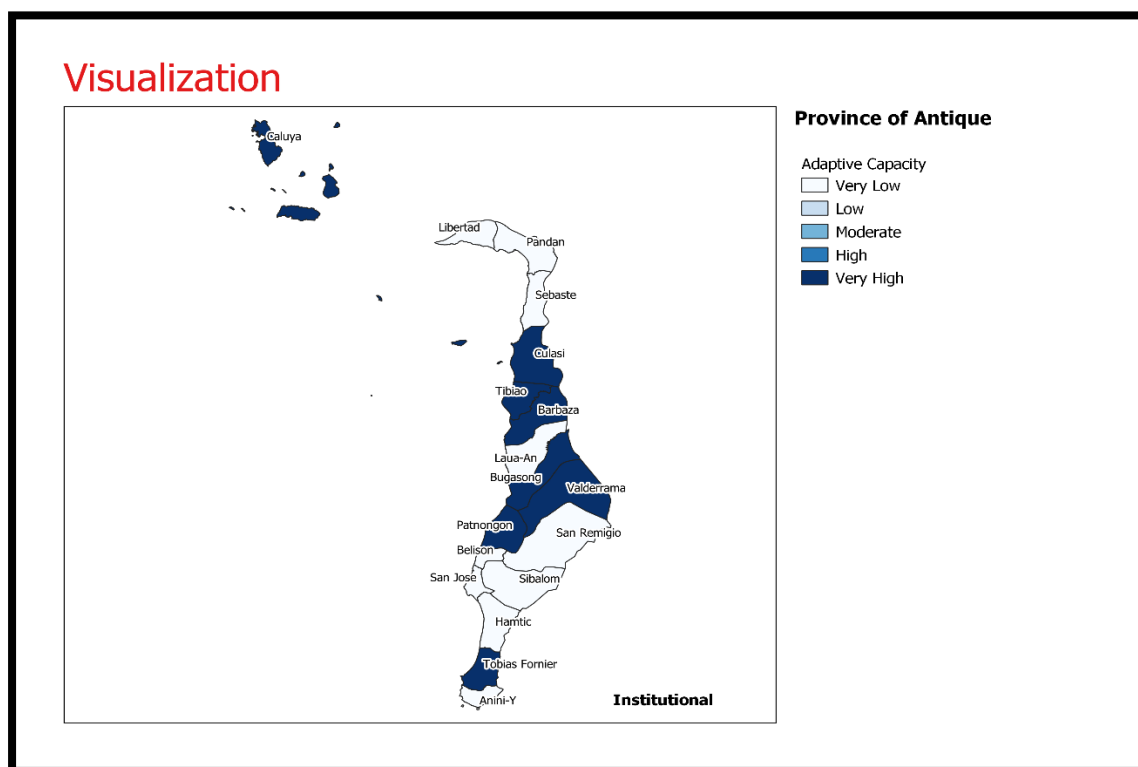 Visualization
Province of Antique
Adaptive Capacity
Very Low
Low
Moderate
High
Very High
Caluya
Libertad
Pandan
Sebaste
Culasi
Tibiao
Barbaza
Laua-An
Bugasong
Valderrama
Patnongon
San Remigio
Belison
San Jose
Sibalom
Hamtic
Tobias Fornier
Anini-Y
Institutional